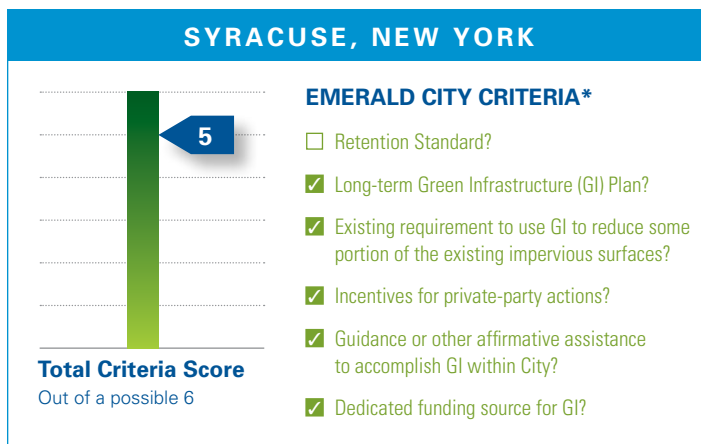 SYRACUSE, NEW YORK
5
Total Criteria Score
Out of a possible 6
EMERALD CITY CRITERIA*
Retention Standard?
Long-term Green Infrastructure (GI) Plan?
Existing requirement to use GI to reduce some
portion of the existing impervious surfaces?
Incentives for private-party actions?
Guidance or other affirmative assistance
to accomplish GI within City?
Dedicated funding source for GI?